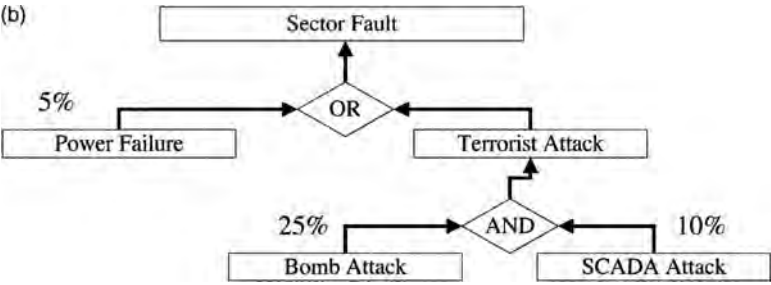 (b)
Sector Fault
5%
OR
Power Failure
Terrorist Attack
25%
AND
10%
Bomb Attack
SCADA Attack